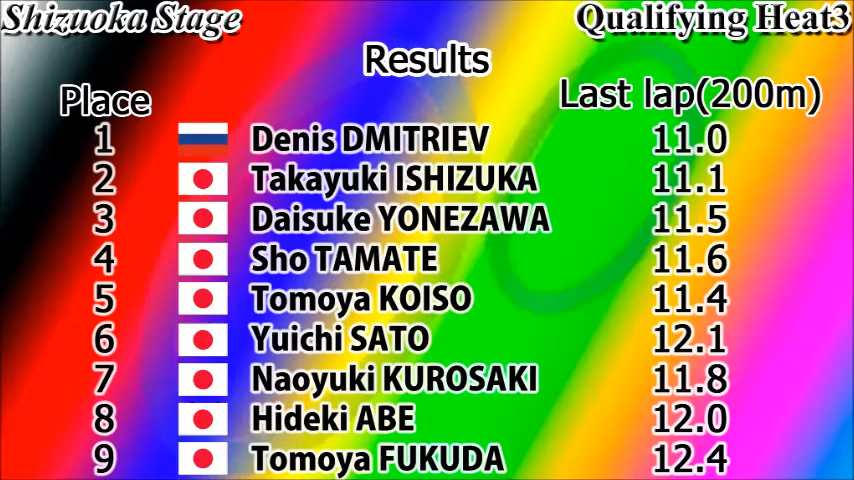 Shizuoka Stage Qualifying Heat3
Results
Place Last lap(200m)
1 Denis DMITRIEV 11.0
2 Takayuki ISHIZUKA 11.1
3 Daisuke YONEZAWA 11.5
4 Sho TAMATE 11.6
5 Tomoya KOISO 11.4
6 Yuichi SATO 12.1
7 Naoyuki KUROSAKI 11.8
8 Hideki ABE 12.0
9 Tomoya FUKUDA 12.4